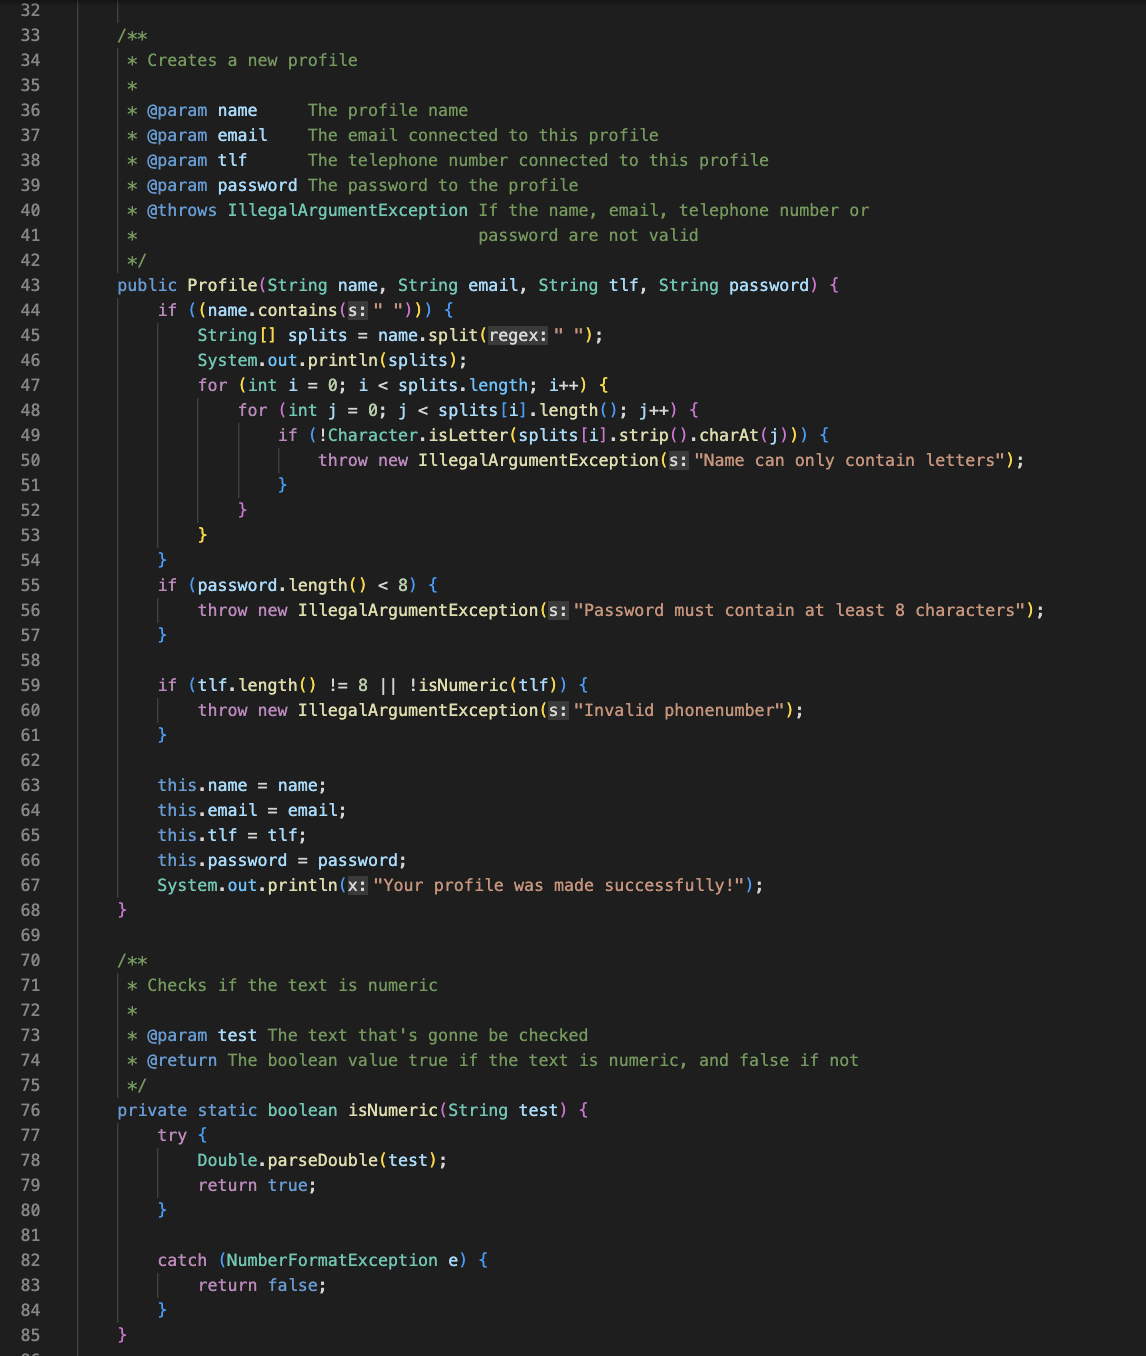 32
33 /**
34 * Creates a new profile
35 *
36 * @param name     The profile name
37 * @param email    The email connected to this profile
38 * @param tlf      The telephone number connected to this profile
39 * @param password The password to the profile
40 * @throws IllegalArgumentException If the name, email, telephone number or
41 *                                  password are not valid
42 */
43 public Profile(String name, String email, String tlf, String password) {
44     if ((name.contains(s:" "))) {
45         String[] splits = name.split(regex:" ");
46         System.out.println(splits);
47         for (int i = 0; i < splits.length; i++) {
48             for (int j = 0; j < splits[i].length(); j++) {
49                 if (!Character.isLetter(splits[i].strip().charAt(j))) {
50                     throw new IllegalArgumentException(s:"Name can only contain letters");
51                 }
52             }
53         }
54     }
55     if (password.length() < 8) {
56         throw new IllegalArgumentException(s:"Password must contain at least 8 characters");
57     }
58
59     if (tlf.length() != 8 || !isNumeric(tlf)) {
60         throw new IllegalArgumentException(s:"Invalid phonenumber");
61     }
62
63     this.name = name;
64     this.email = email;
65     this.tlf = tlf;
66     this.password = password;
67     System.out.println(x:"Your profile was made successfully!");
68 }
69
70 /**
71 * Checks if the text is numeric
72 *
73 * @param test The text that's gonne be checked
74 * @return The boolean value true if the text is numeric, and false if not
75 */
76 private static boolean isNumeric(String test) {
77     try {
78         Double.parseDouble(test);
79         return true;
80     }
81
82     catch (NumberFormatException e) {
83         return false;
84     }
85 }